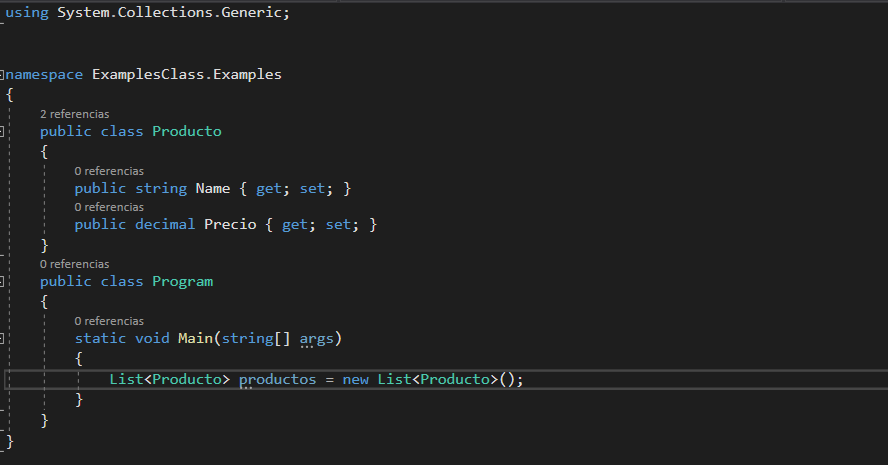 using System.Collections.Generic;
namespace ExamplesClass.Examples
{
2 referencias
public class Producto
{
0 referencias
public string Name { get; set; }
0 referencias
public decimal Precio { get; set; }
}
0 referencias
public class Program
{
0 referencias
static void Main(string[] args)
{
List<Producto> productos = new List<Producto>();
}
}
}